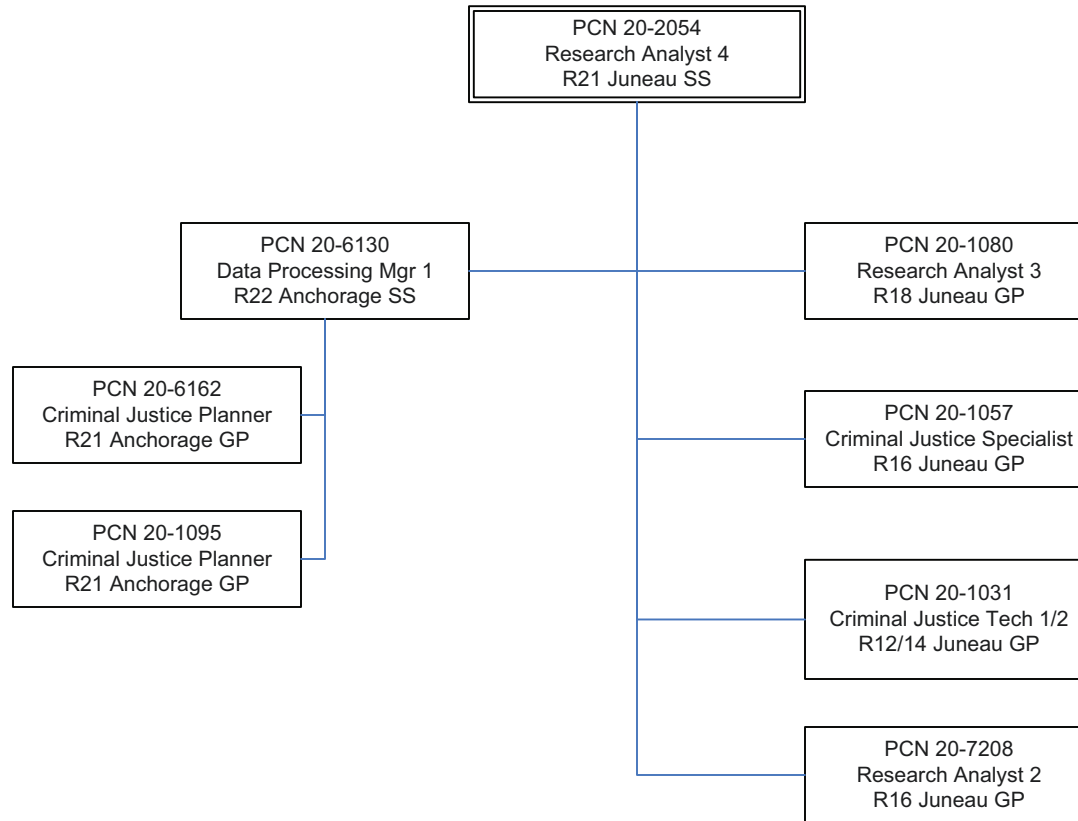 PCN 20-2054
Research Analyst 4
R21 Juneau SS
PCN 20-6130
Data Processing Mgr 1
R22 Anchorage SS
PCN 20-1080
Research Analyst 3
R18 Juneau GP
PCN 20-6162
Criminal Justice Planner
R21 Anchorage GP
PCN 20-1057
Criminal Justice Specialist
R16 Juneau GP
PCN 20-1095
Criminal Justice Planner
R21 Anchorage GP
PCN 20-1031
Criminal Justice Tech 1/2
R12/14 Juneau GP
PCN 20-7208
Research Analyst 2
R16 Juneau GP